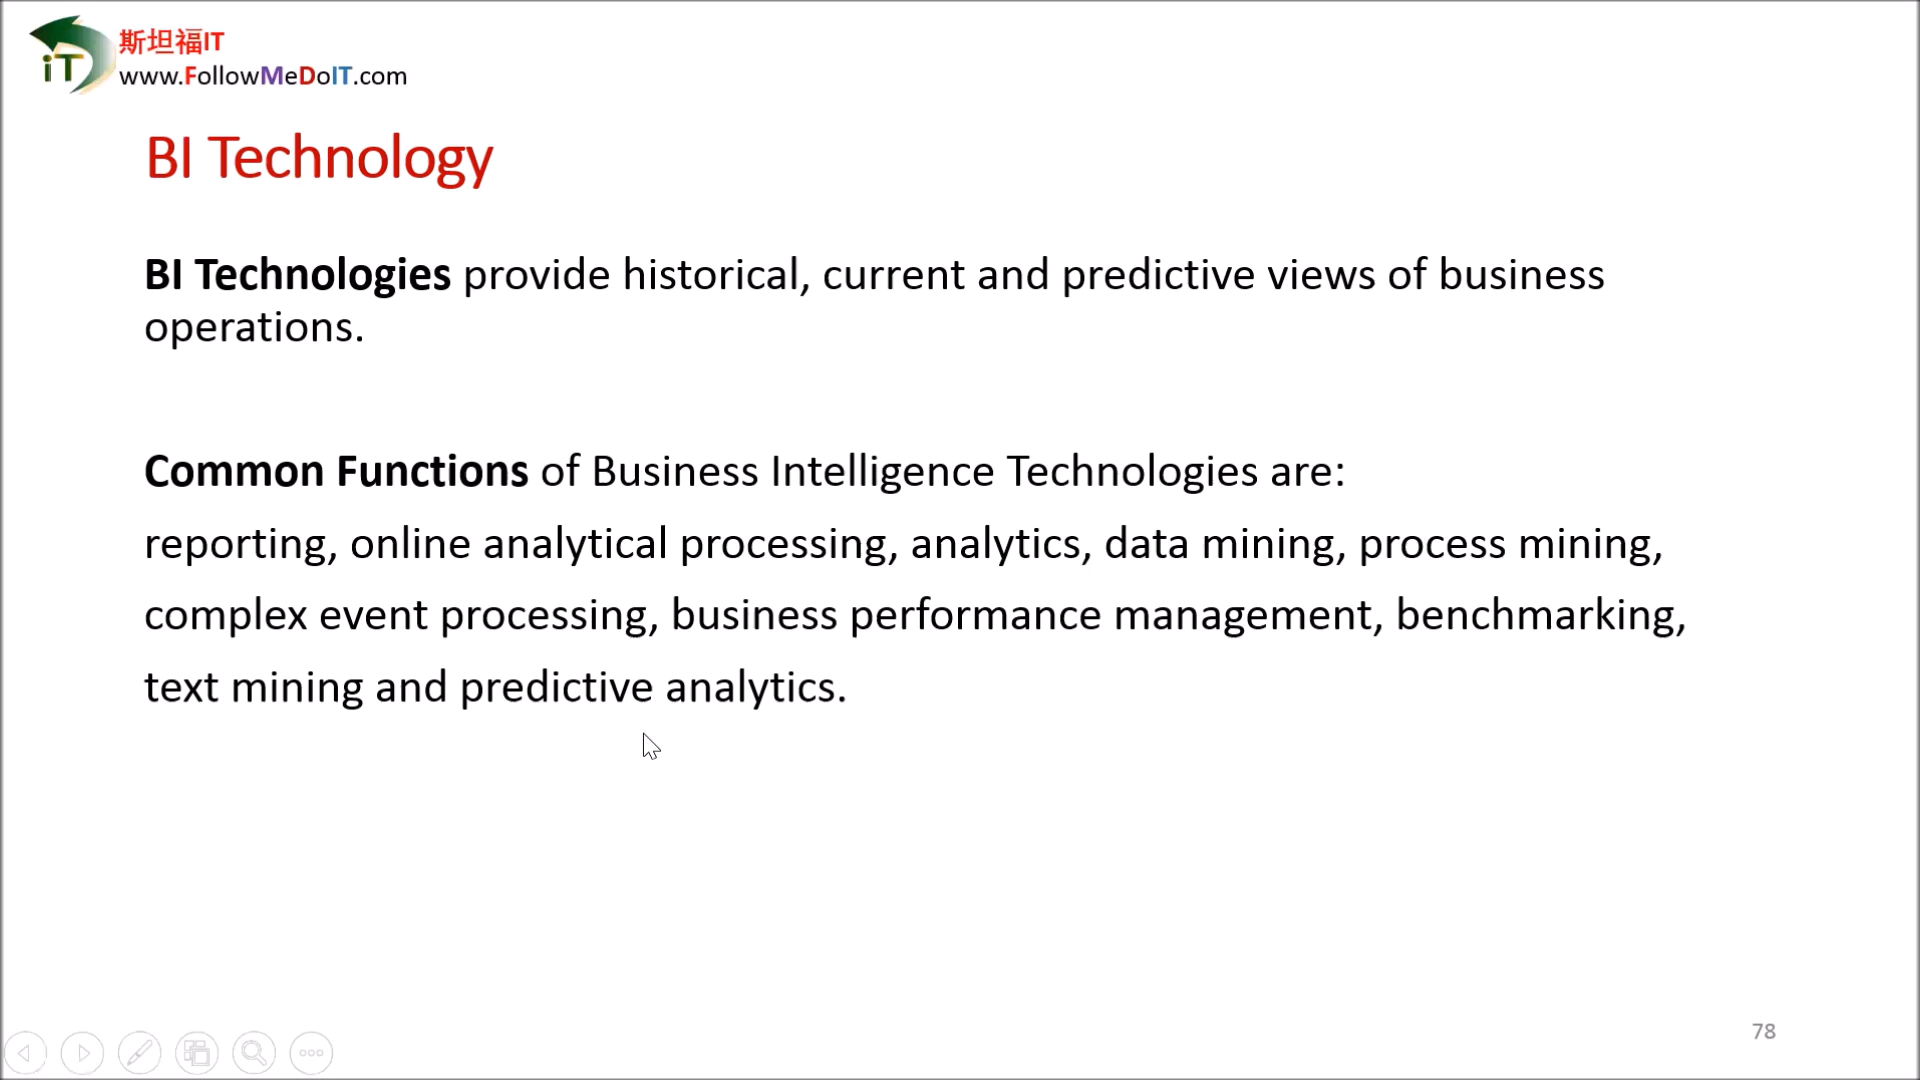 斯坦福IT
www.FollowMeDoIT.com
iT
BI Technology
BI Technologies provide historical, current and predictive views of business
operations.
Common Functions of Business Intelligence Technologies are:
reporting, online analytical processing, analytics, data mining, process mining,
complex event processing, business performance management, benchmarking,
text mining and predictive analytics.
78